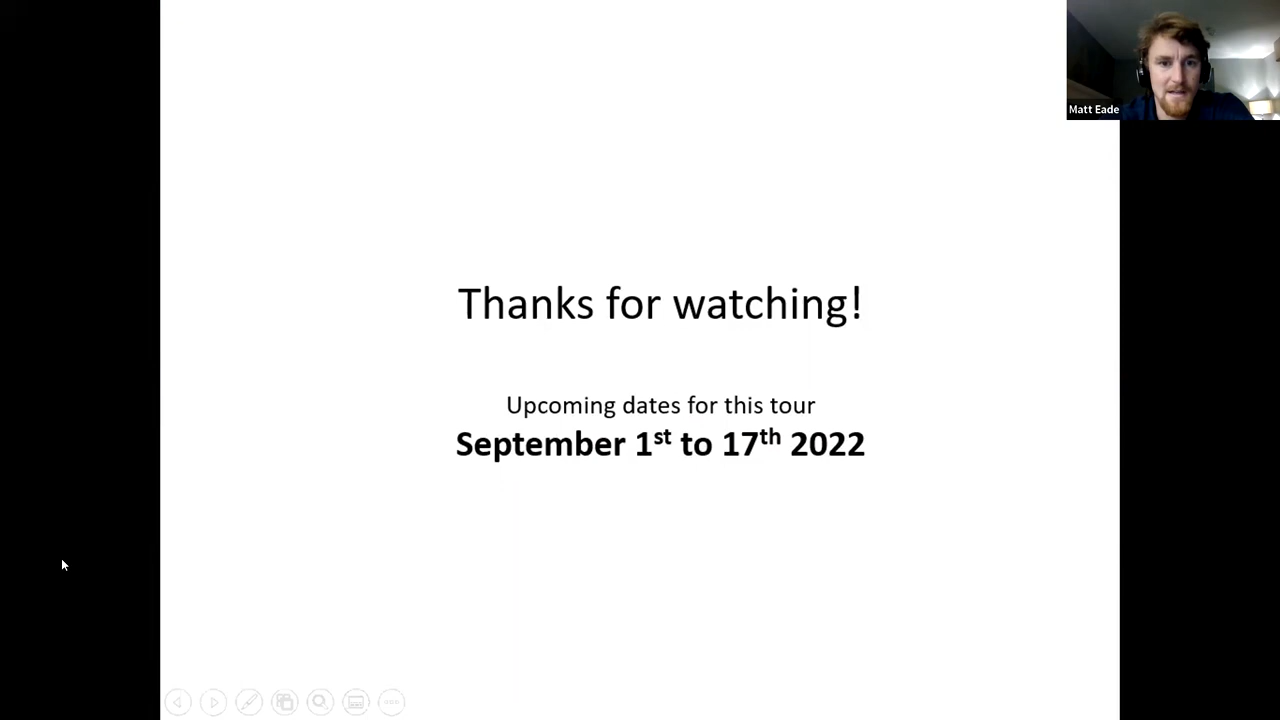 Matt Eade
Thanks for watching!
Upcoming dates for this tour
September 1st to 17th 2022